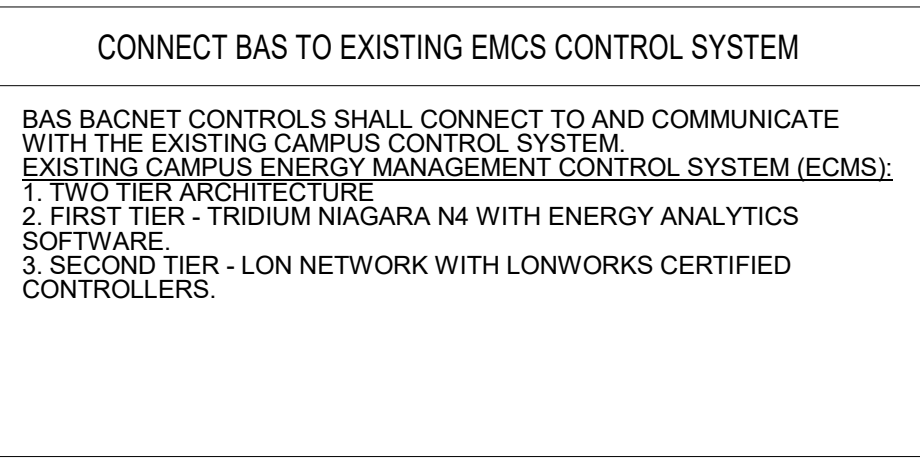 CONNECT BAS TO EXISTING EMCS CONTROL SYSTEM
BAS BACNET CONTROLS SHALL CONNECT TO AND COMMUNICATE
WITH THE EXISTING CAMPUS CONTROL SYSTEM.
EXISTING CAMPUS ENERGY MANAGEMENT CONTROL SYSTEM (ECMS):
1. TWO TIER ARCHITECTURE
2. FIRST TIER - TRIDIUM NIAGARA N4 WITH ENERGY ANALYTICS
SOFTWARE.
3. SECOND TIER - LON NETWORK WITH LONWORKS CERTIFIED
CONTROLLERS.